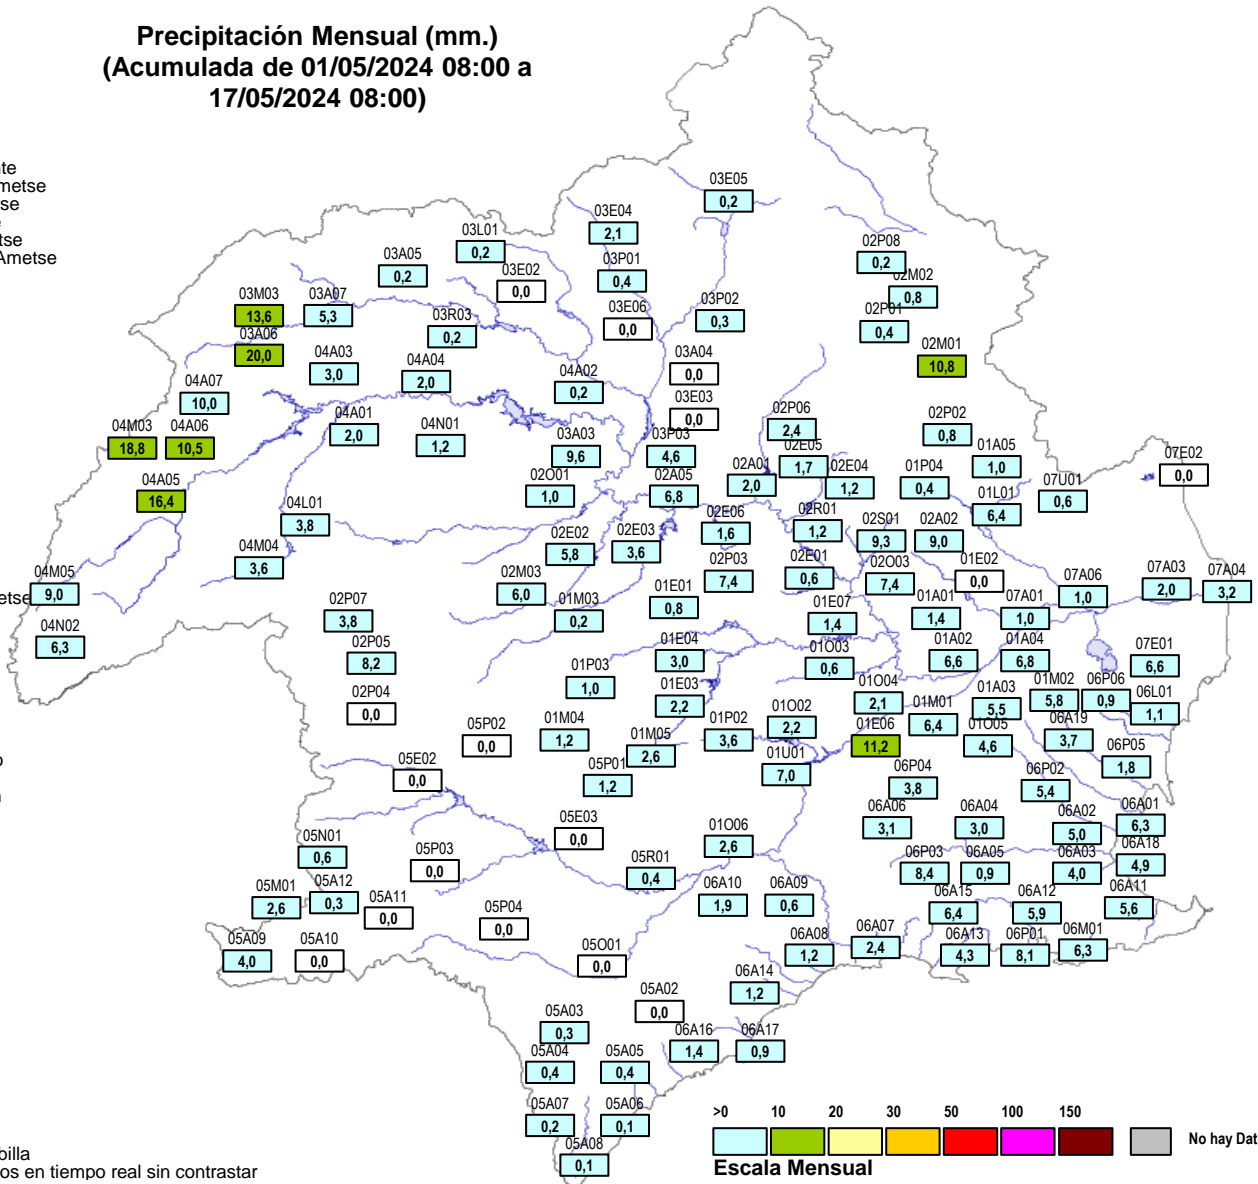 Precipitación Mensual (mm.)
(Acumulada de 01/05/2024 08:00 a
17/05/2024 08:00)
nte
metse
tse
e
tse
Ametse
03E05
0,2
03E04
2,1
03L01
0,2
03A05
0,2
03E02
0,0
03P01
0,4
02P08
0,2
02M02
0,8
03M03
13,6
03A07
5,3
03E06
0,0
03P02
0,3
02P01
0,4
03R03
0,2
03A06
20,0
04A03
3,0
04A04
2,0
03A04
0,0
02M01
10,8
04A07
10,0
04A02
0,2
03E03
0,0
04M03
18,8
04A06
10,5
04A01
2,0
04N01
1,2
03A03
9,6
03P03
4,6
02P06
2,4
02P02
0,8
02E05
1,7
01A05
1,0
07E02
0,0
04A05
16,4
02O01
1,0
02A05
6,8
02A01
2,0
02E04
1,2
01P04
0,4
07U01
0,6
01L01
6,4
04L01
3,8
02E06
1,6
02R01
1,2
02S01
9,3
02A02
9,0
02E02
5,8
02E03
3,6
04M04
3,6
02P03
7,4
02E01
0,6
02O03
7,4
01E02
0,0
04M05
9,0
etse
02M03
6,0
07A06
1,0
07A03
2,0
07A04
3,2
01E01
0,8
01M03
0,2
02P07
3,8
01E07
1,4
01A01
1,4
07A01
1,0
04N02
6,3
02P05
8,2
01E04
3,0
01O03
0,6
01A02
6,6
01A04
6,8
07E01
6,6
01P03
1,0
01E03
2,2
02P04
0,0
01O04
2,1
01A03
5,5
01M02
5,8
06P06
0,9
06L01
1,1
05P02
0,0
01M04
1,2
01P02
3,6
01O02
2,2
01M01
6,4
01E06
11,2
01O05
4,6
06A19
3,7
01M05
2,6
01U01
7,0
06P05
1,8
o
05E02
0,0
05P01
1,2
06P04
3,8
06P02
5,4
05E03
0,0
06A06
3,1
06A04
3,0
06A02
5,0
06A01
6,3
05N01
0,6
01O06
2,6
05P03
0,0
05R01
0,4
06P03
8,4
06A05
0,9
06A03
4,0
06A18
4,9
05M01
2,6
05A12
0,3
05A11
0,0
06A10
1,9
06A09
0,6
06A15
6,4
06A12
5,9
06A11
5,6
05P04
0,0
05A09
4,0
05A10
0,0
05O01
0,0
06A08
1,2
06A07
2,4
06A13
4,3
06P01
8,1
06M01
6,3
06A14
1,2
05A02
0,0
05A03
0,3
06A16
1,4
06A17
0,9
05A04
0,4
05A05
0,4
05A07
0,2
05A06
0,1
05A08
0,1
>0 10 20 30 50 100 150
No hay Dat
Escala Mensual
billa
os en tiempo real sin contrastar